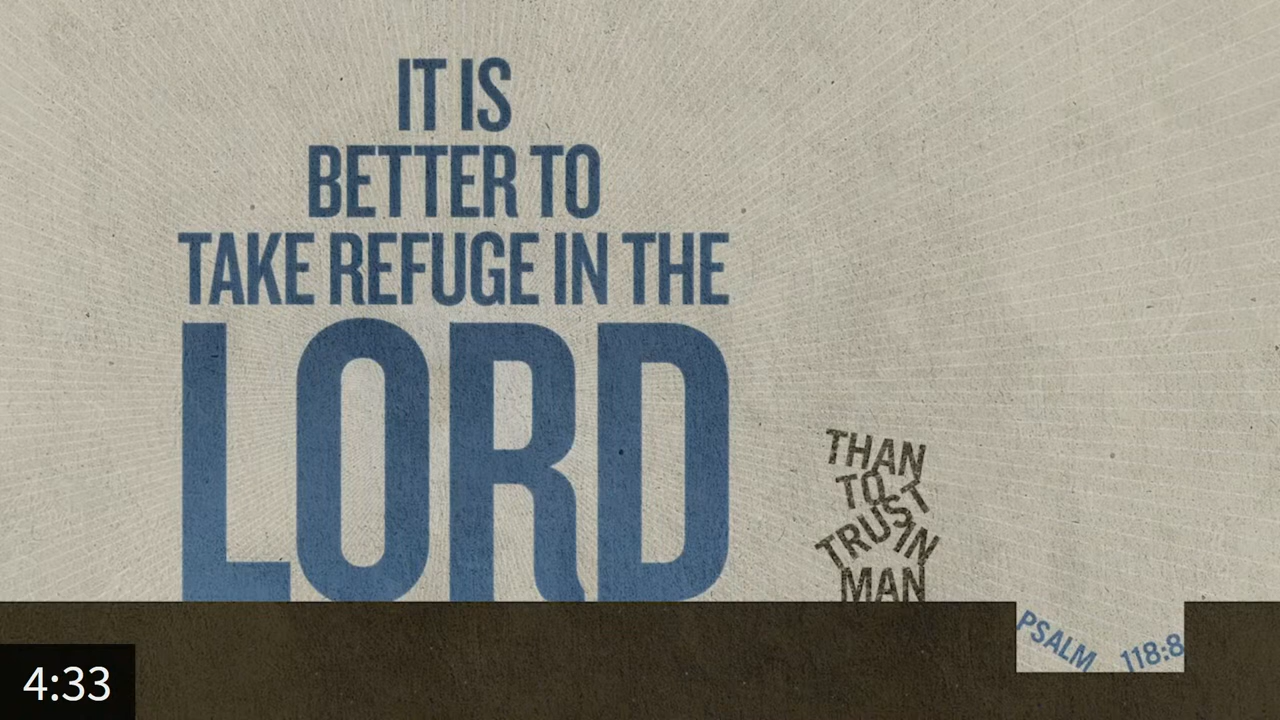 IT IS
BETTER TO
TAKE REFUGE IN THE
LORD
THAN
TO
TRUST
IN
MAN
PSALM 118:8
4:33